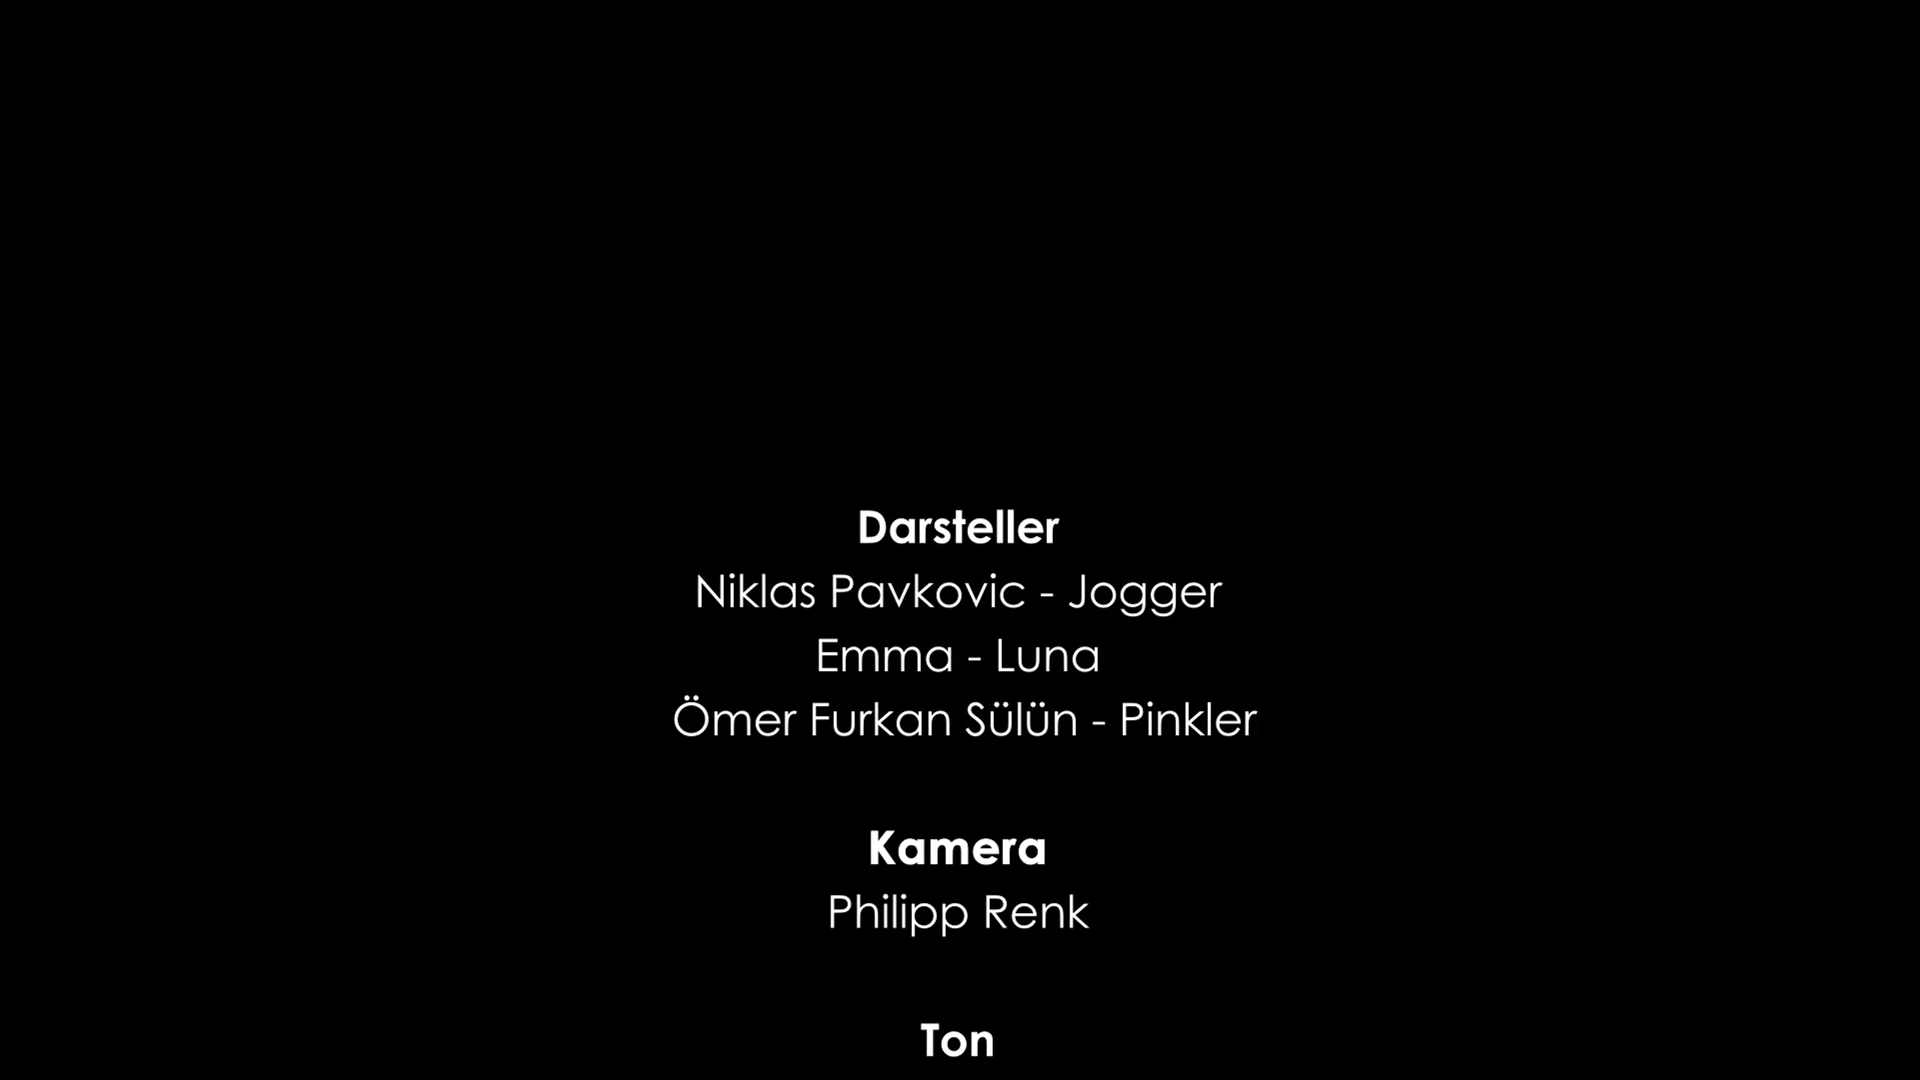 Darsteller
Niklas Pavkovic - Jogger
Emma - Luna
Ömer Furkan Sülün - Pinkler

Kamera
Philipp Renk

Ton